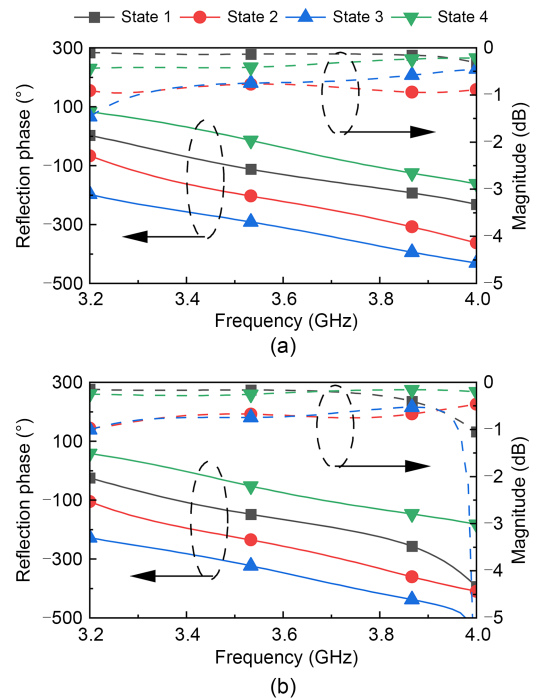 State 1 State 2 State 3 State 4
300 0
100 −1
−100 −2
−300 −3
−500 −4
−5
Reflection phase (°)
Magnitude (dB)
3.2 3.4 3.6 3.8 4.0
Frequency (GHz)
(a)
300 0
100 −1
−100 −2
−300 −3
−500 −4
−5
Reflection phase (°)
Magnitude (dB)
3.2 3.4 3.6 3.8 4.0
Frequency (GHz)
(b)